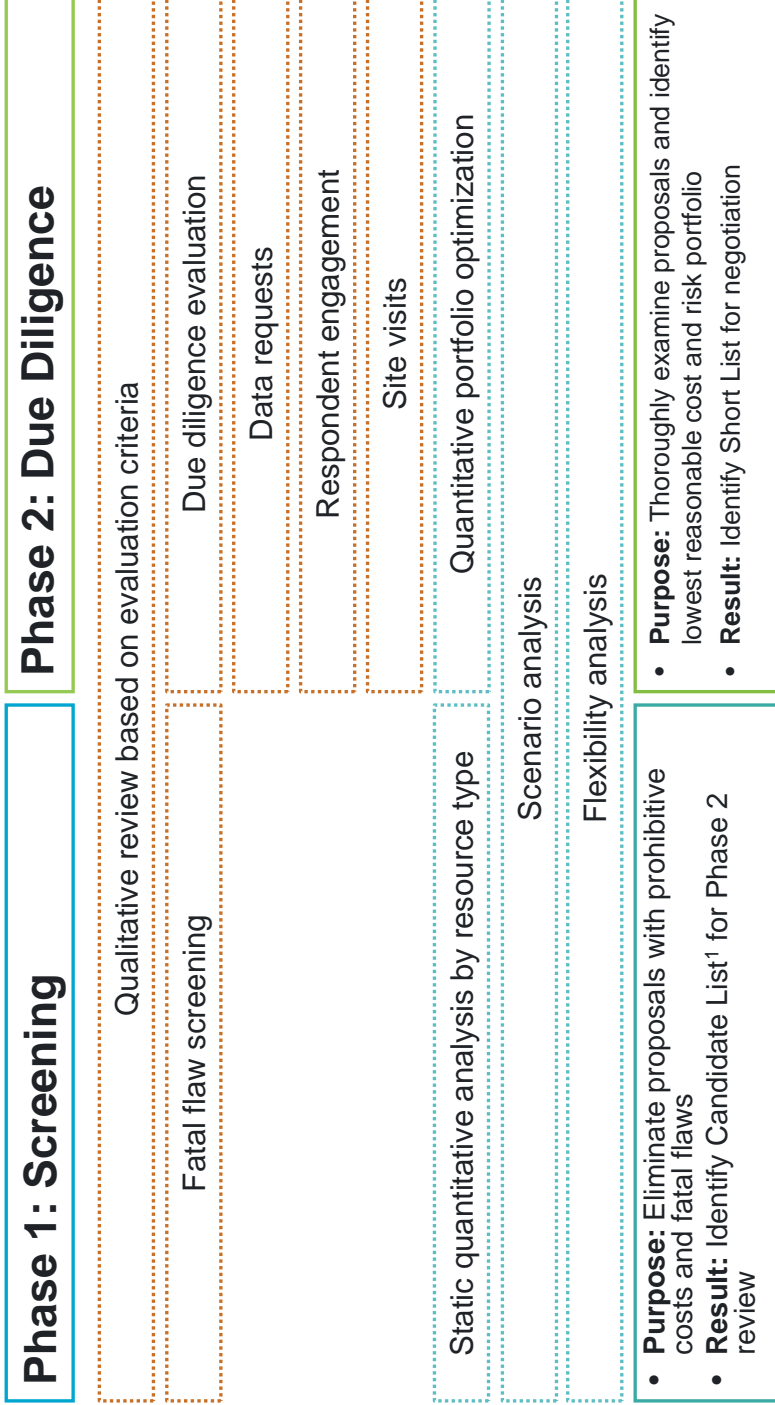 Phase 1: Screening
Phase 2: Due Diligence
Qualitative review based on evaluation criteria
Fatal flaw screening
Due diligence evaluation
Data requests
Respondent engagement
Site visits
Static quantitative analysis by resource type
Quantitative portfolio optimization
Scenario analysis
Flexibility analysis
• Purpose: Eliminate proposals with prohibitive
costs and fatal flaws
• Result: Identify Candidate List¹ for Phase 2
review
• Purpose: Thoroughly examine proposals and identify
lowest reasonable cost and risk portfolio
• Result: Identify Short List for negotiation